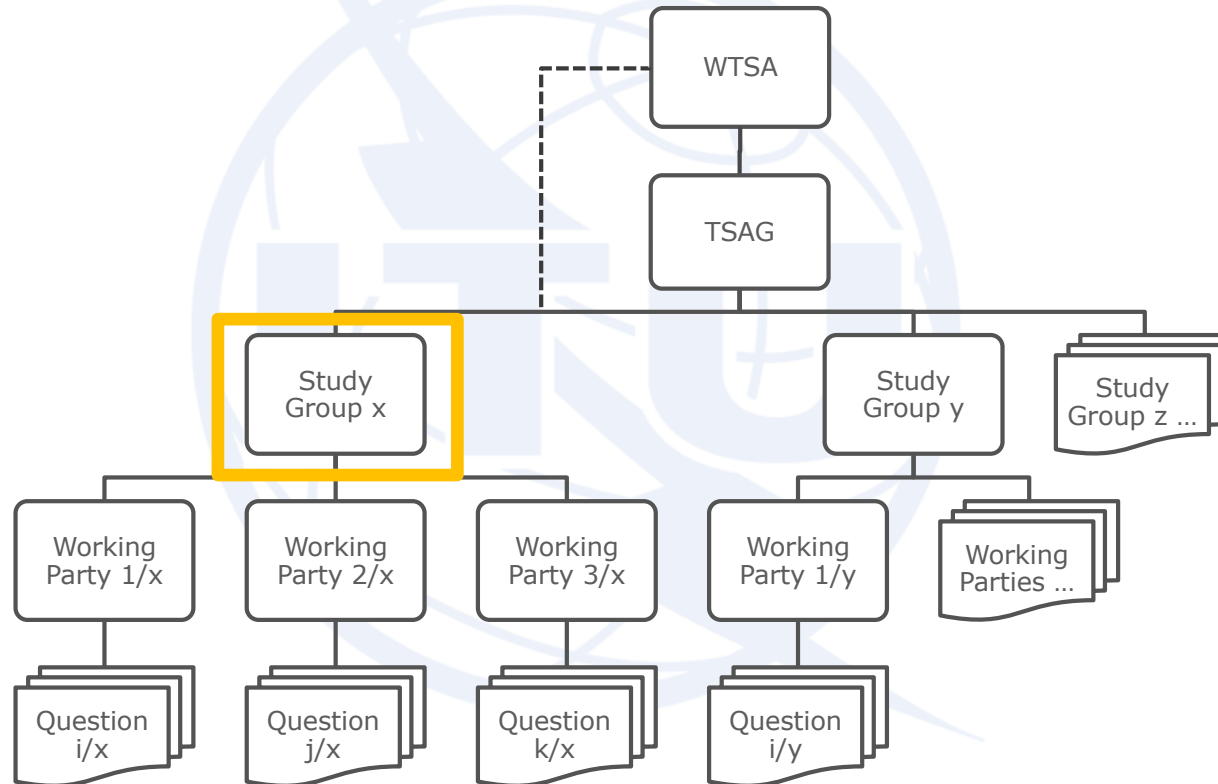 WTSA
TSAG
Study
Group x
Study
Group y
Study
Group z ...
Working
Party 1/x
Working
Party 2/x
Working
Party 3/x
Working
Party 1/y
Working
Parties ...
Question
i/x
Question
j/x
Question
k/x
Question
i/y
ITU